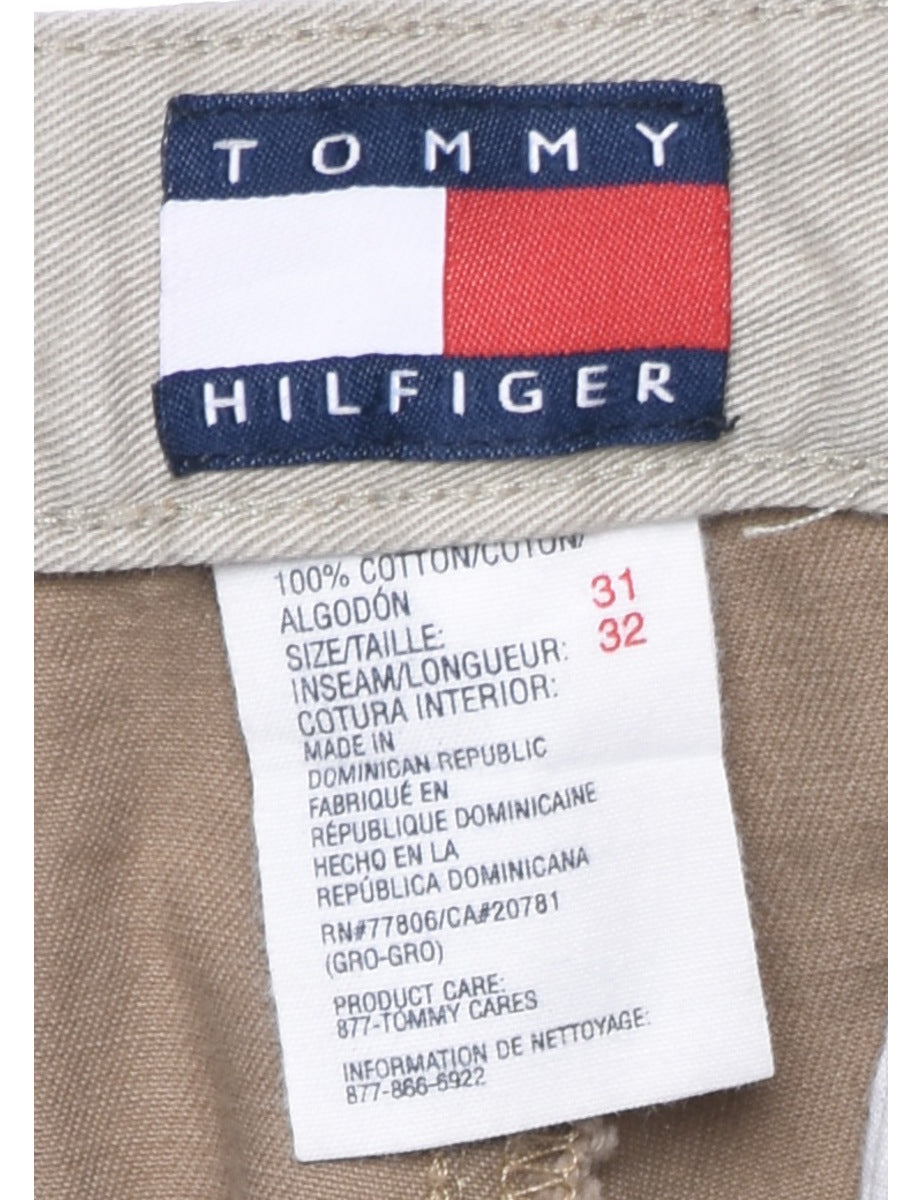 TOMMY
HILFIGER
100% COTTON/COTON/
ALGODÓN
SIZE/TAILLE: 31
INSEAM/LONGUEUR: 32
COTURA INTERIOR:
MADE IN
DOMINICAN REPUBLIC
FABRIQUÉ EN
RÉPUBLIQUE DOMINICAINE
HECHO EN LA
REPÚBLICA DOMINICANA
RN#77806/CA#20781
(GRO-GRO)
PRODUCT CARE:
877-TOMMY CARES
INFORMATION DE NETTOYAGE:
877-866-6922